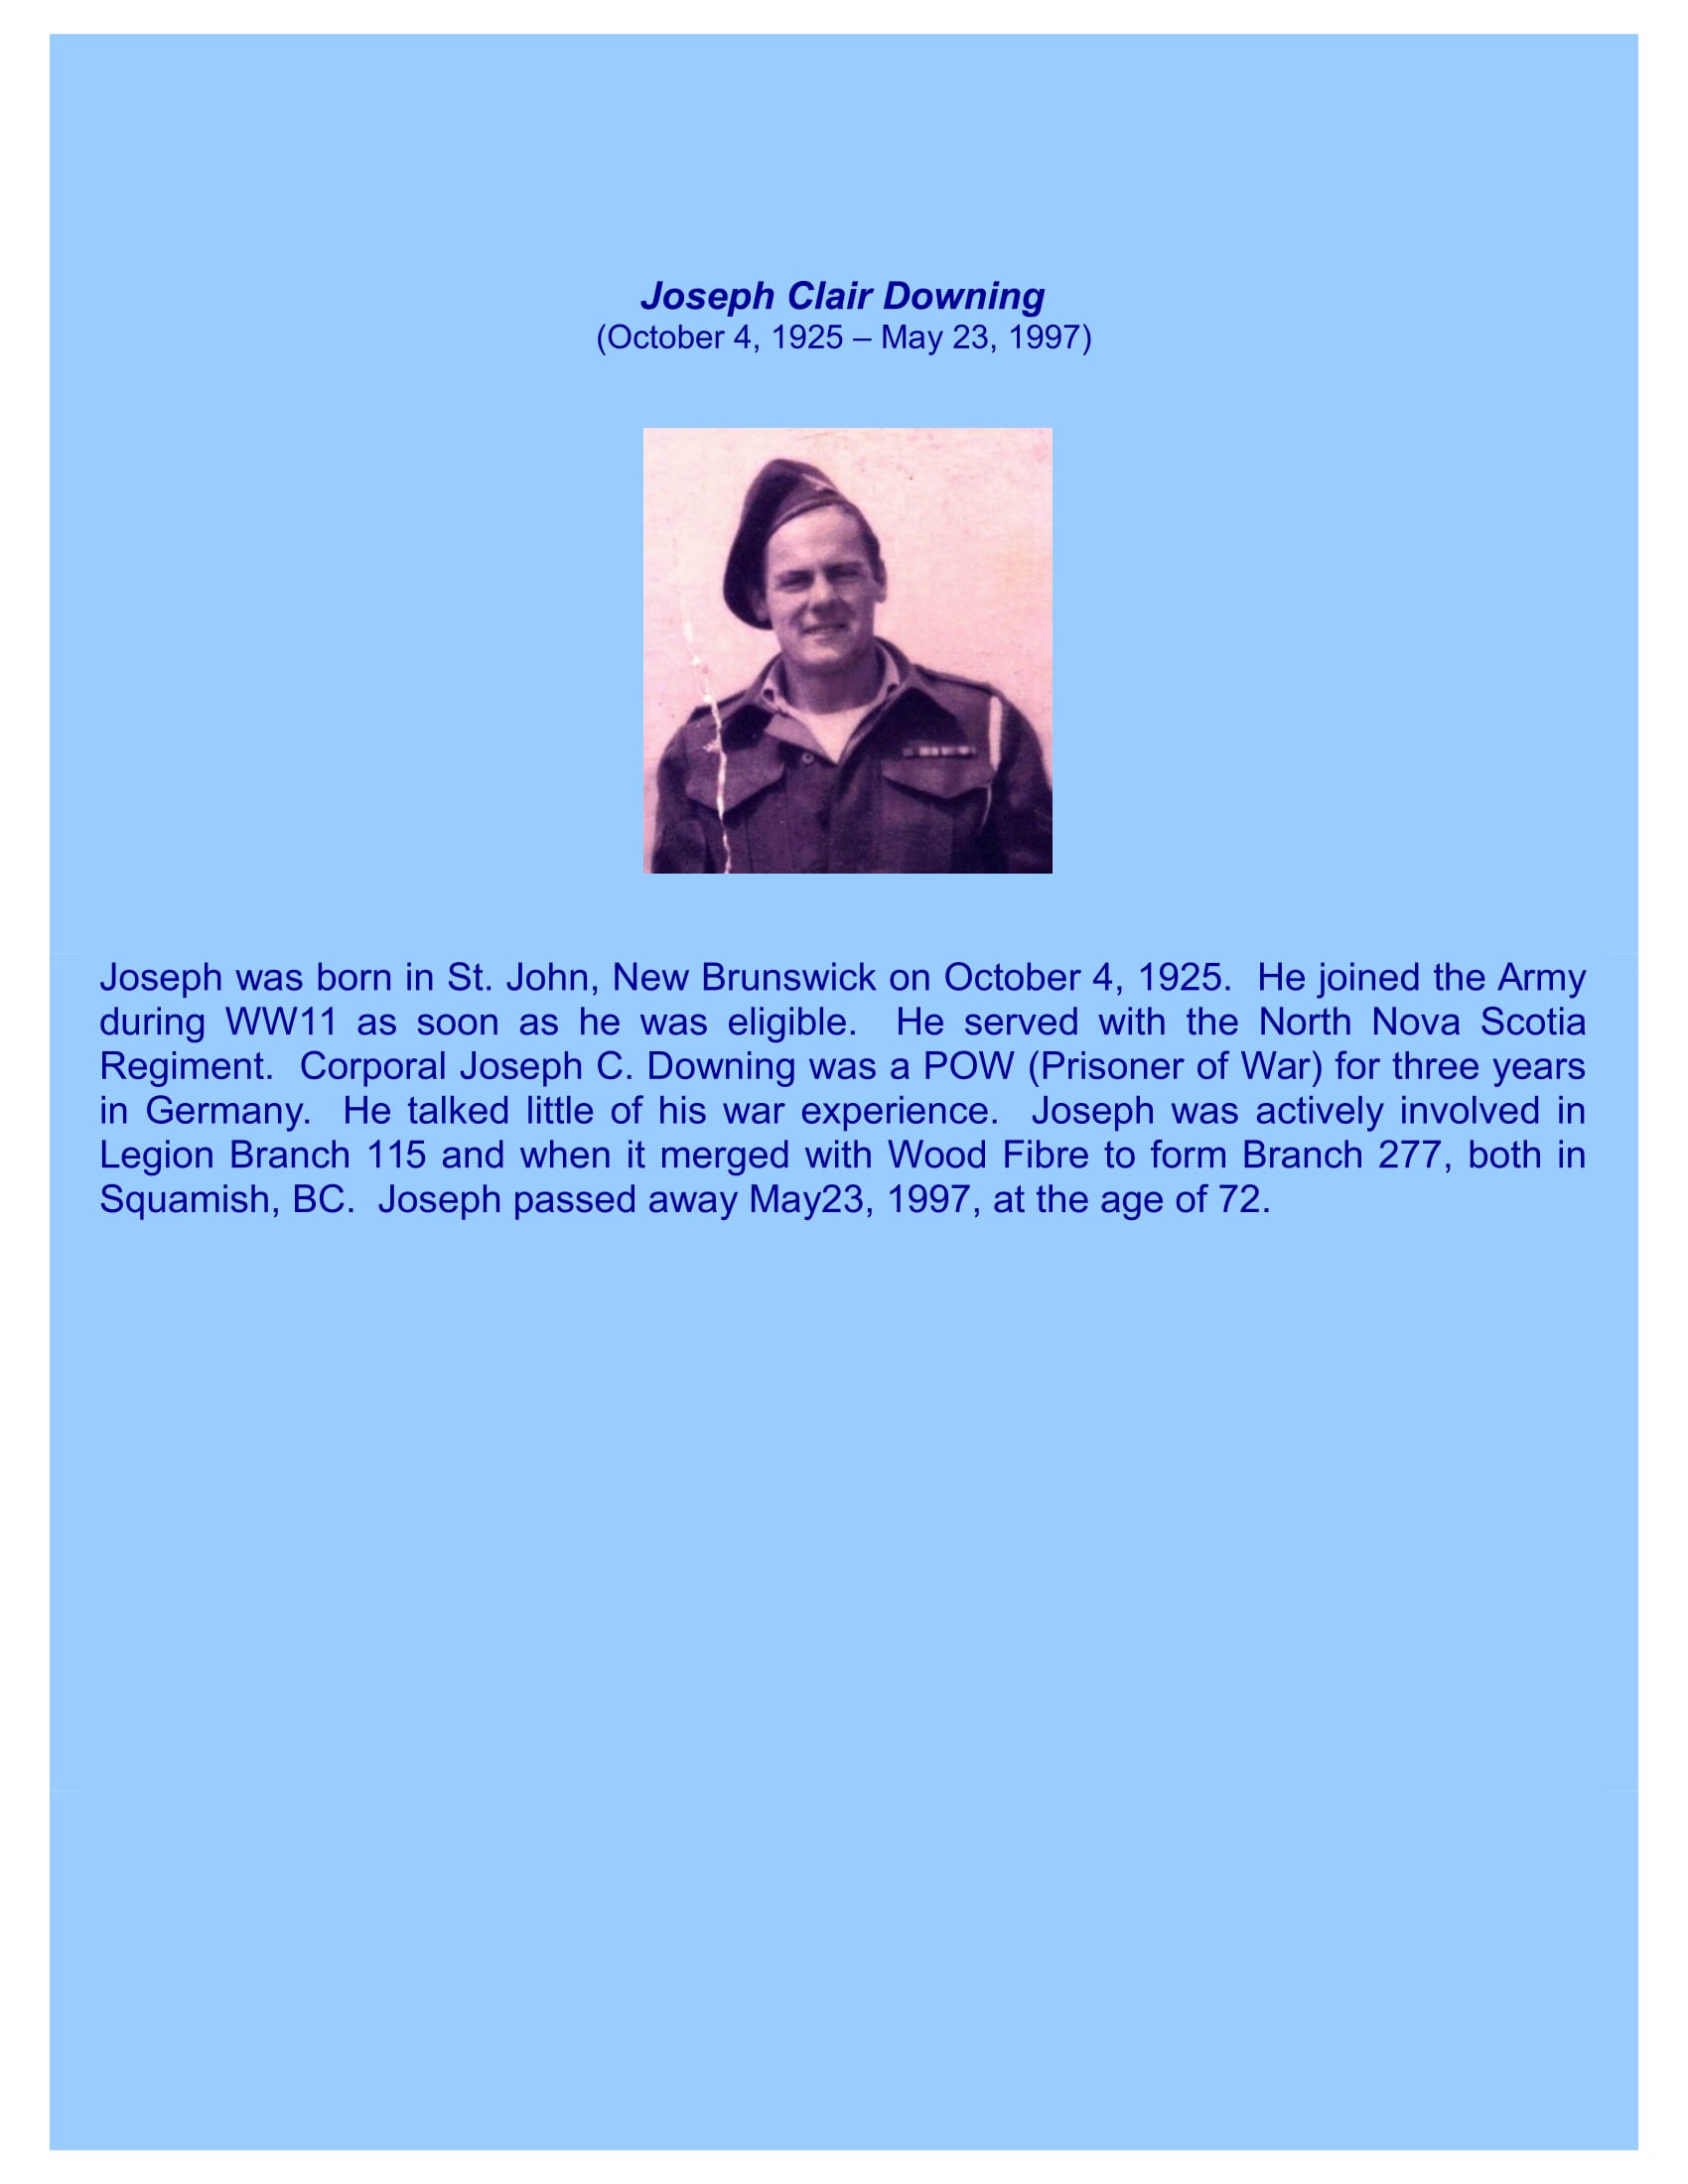 Joseph Clair Downing
(October 4, 1925 – May 23, 1997)
Joseph was born in St. John, New Brunswick on October 4, 1925.  He joined the Army
during WW11 as soon as he was eligible.  He served with the North Nova Scotia
Regiment.  Corporal Joseph C. Downing was a POW (Prisoner of War) for three years
in Germany.  He talked little of his war experience.  Joseph was actively involved in
Legion Branch 115 and when it merged with Wood Fibre to form Branch 277, both in
Squamish, BC.  Joseph passed away May23, 1997, at the age of 72.